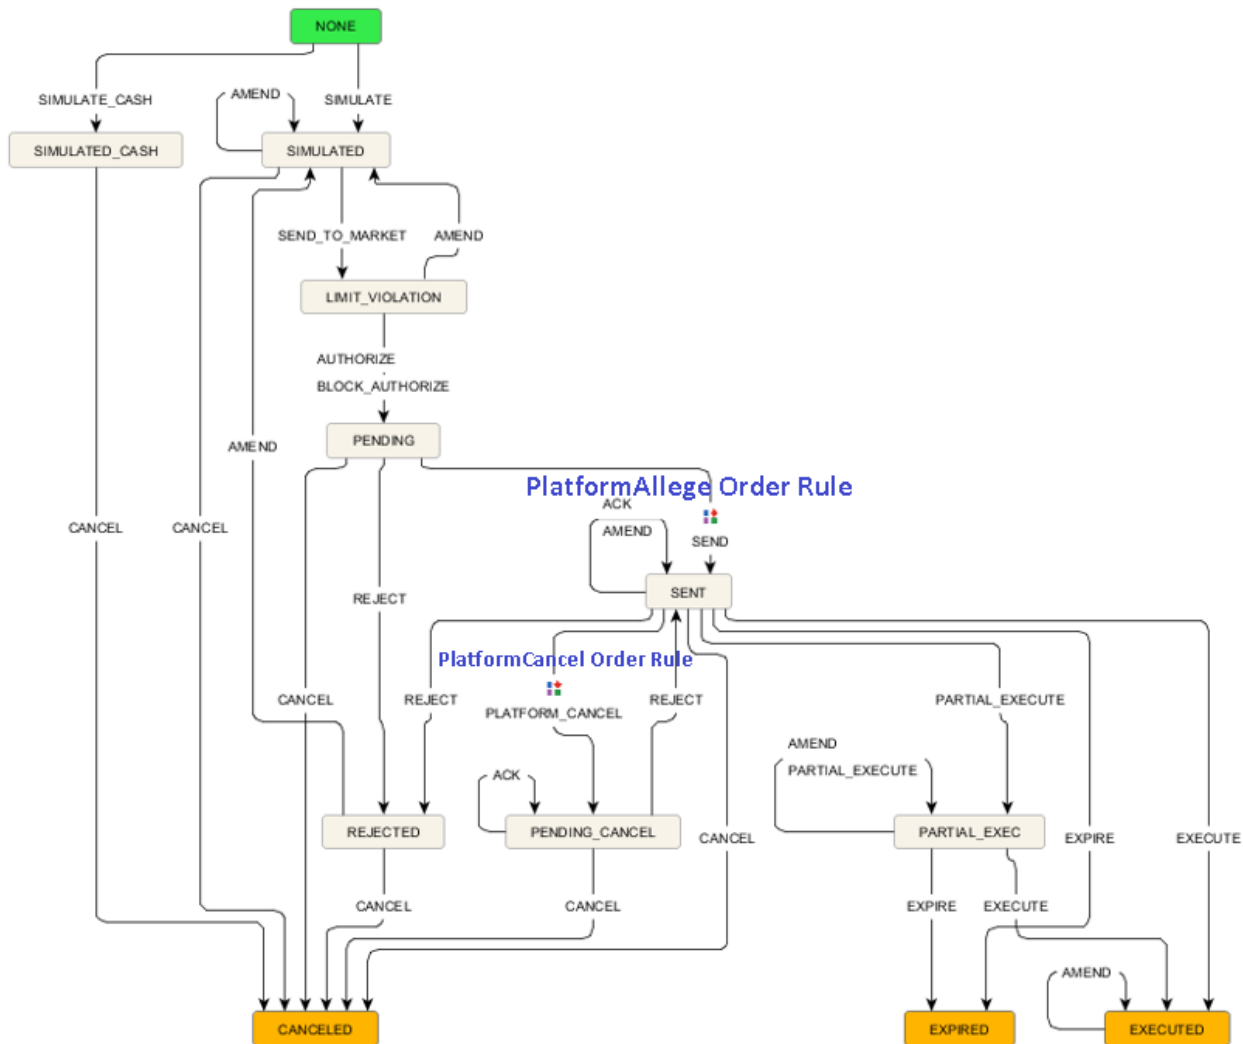 NONE
SIMULATE_CASH
AMEND
SIMULATE
SIMULATED_CASH
SIMULATED
SEND_TO_MARKET
AMEND
LIMIT_VIOLATION
AUTHORIZE
BLOCK_AUTHORIZE
PENDING
AMEND
PlatformAllege Order Rule
ACK
AMEND
SEND
CANCEL
CANCEL
SENT
REJECT
PlatformCancel Order Rule
CANCEL
REJECT
PLATFORM_CANCEL
REJECT
PARTIAL_EXECUTE
AMEND
PARTIAL_EXECUTE
ACK
REJECTED
PENDING_CANCEL
CANCEL
PARTIAL_EXEC
EXPIRE
EXECUTE
CANCEL
CANCEL
EXPIRE
EXECUTE
AMEND
CANCELED
EXPIRED
EXECUTED